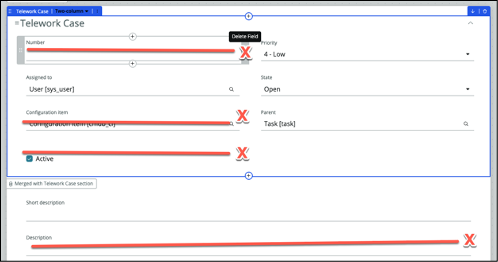 Telework Case Two-column
Telework Case
Delete Field
Number
Priority
4 - Low
Assigned to
State
User [sys_user]
Open
Configuration item
Parent
Configuration item [cmdb_ci]
Task [task]
Active
Merged with Telework Case section
Short description
Description